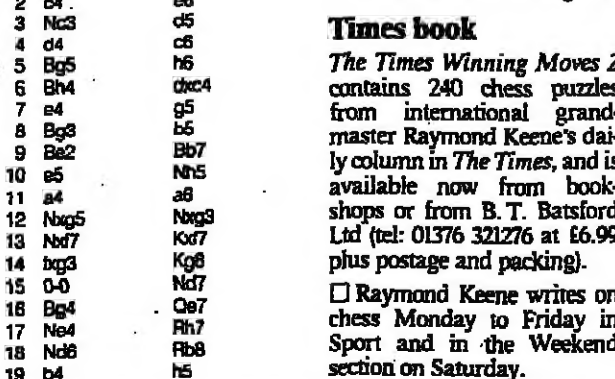 2 c4 e6
3 Nc3 d5
4 d4 c6
5 Bg5 h6
6 Bh4 dxc4
7 e4 g5
8 Bg3 b5
9 Be2 Bb7
10 e5 Nh5
11 a4 a6
12 Nxg5 Nxg3
13 Nxf7 Kxf7
14 fxg3 Kg8
15 0-0 Nd7
16 Bg4 Qe7
17 Ne4 Rh7
18 Nd6 Rb8
19 b4 h5
Times book
The Times Winning Moves 2
contains 240 chess puzzles
from international grand-
master Raymond Keene's dai-
ly column in The Times, and is
available now from book-
shops or from B. T. Batsford
Ltd (tel: 01376 321276 at £6.99
plus postage and packing).
☐ Raymond Keene writes on
chess Monday to Friday in
Sport and in the Weekend
section on Saturday.